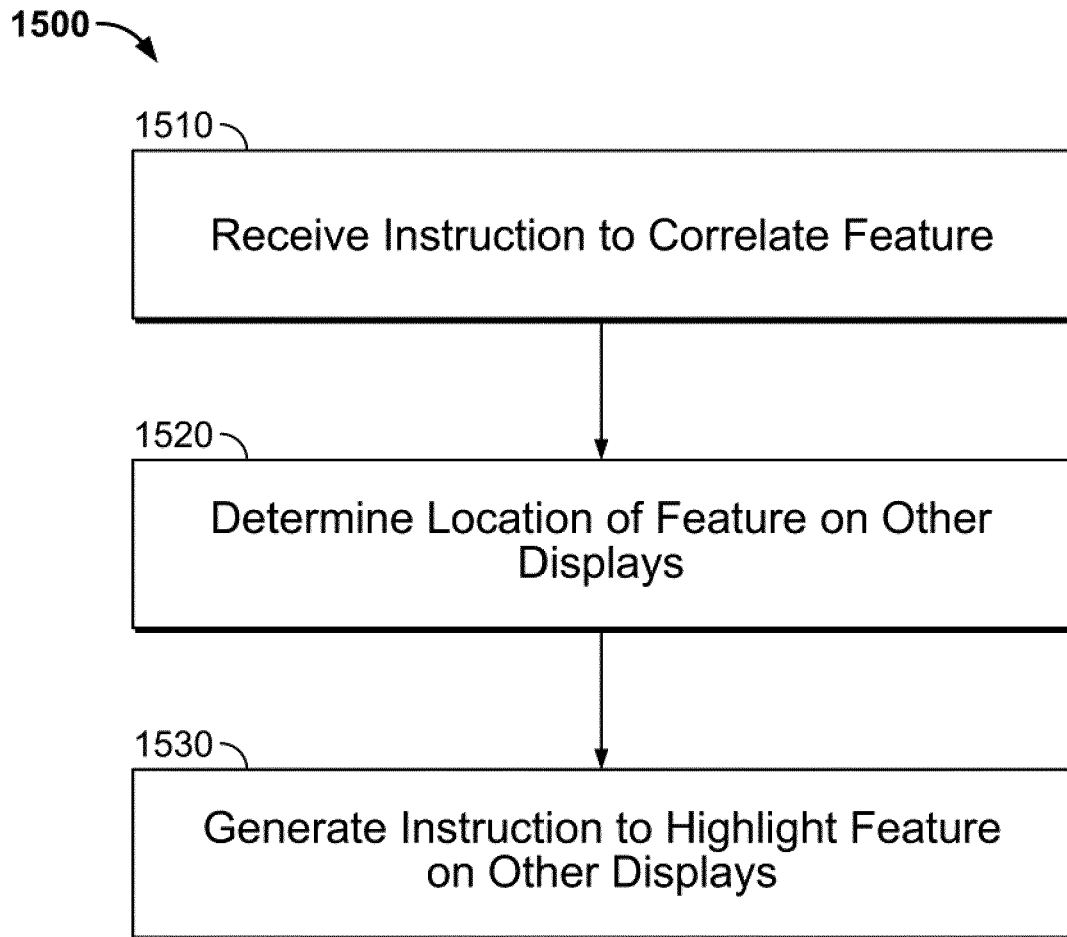 1500
1510
Receive Instruction to Correlate Feature
1520
Determine Location of Feature on Other
Displays
1530
Generate Instruction to Highlight Feature
on Other Displays